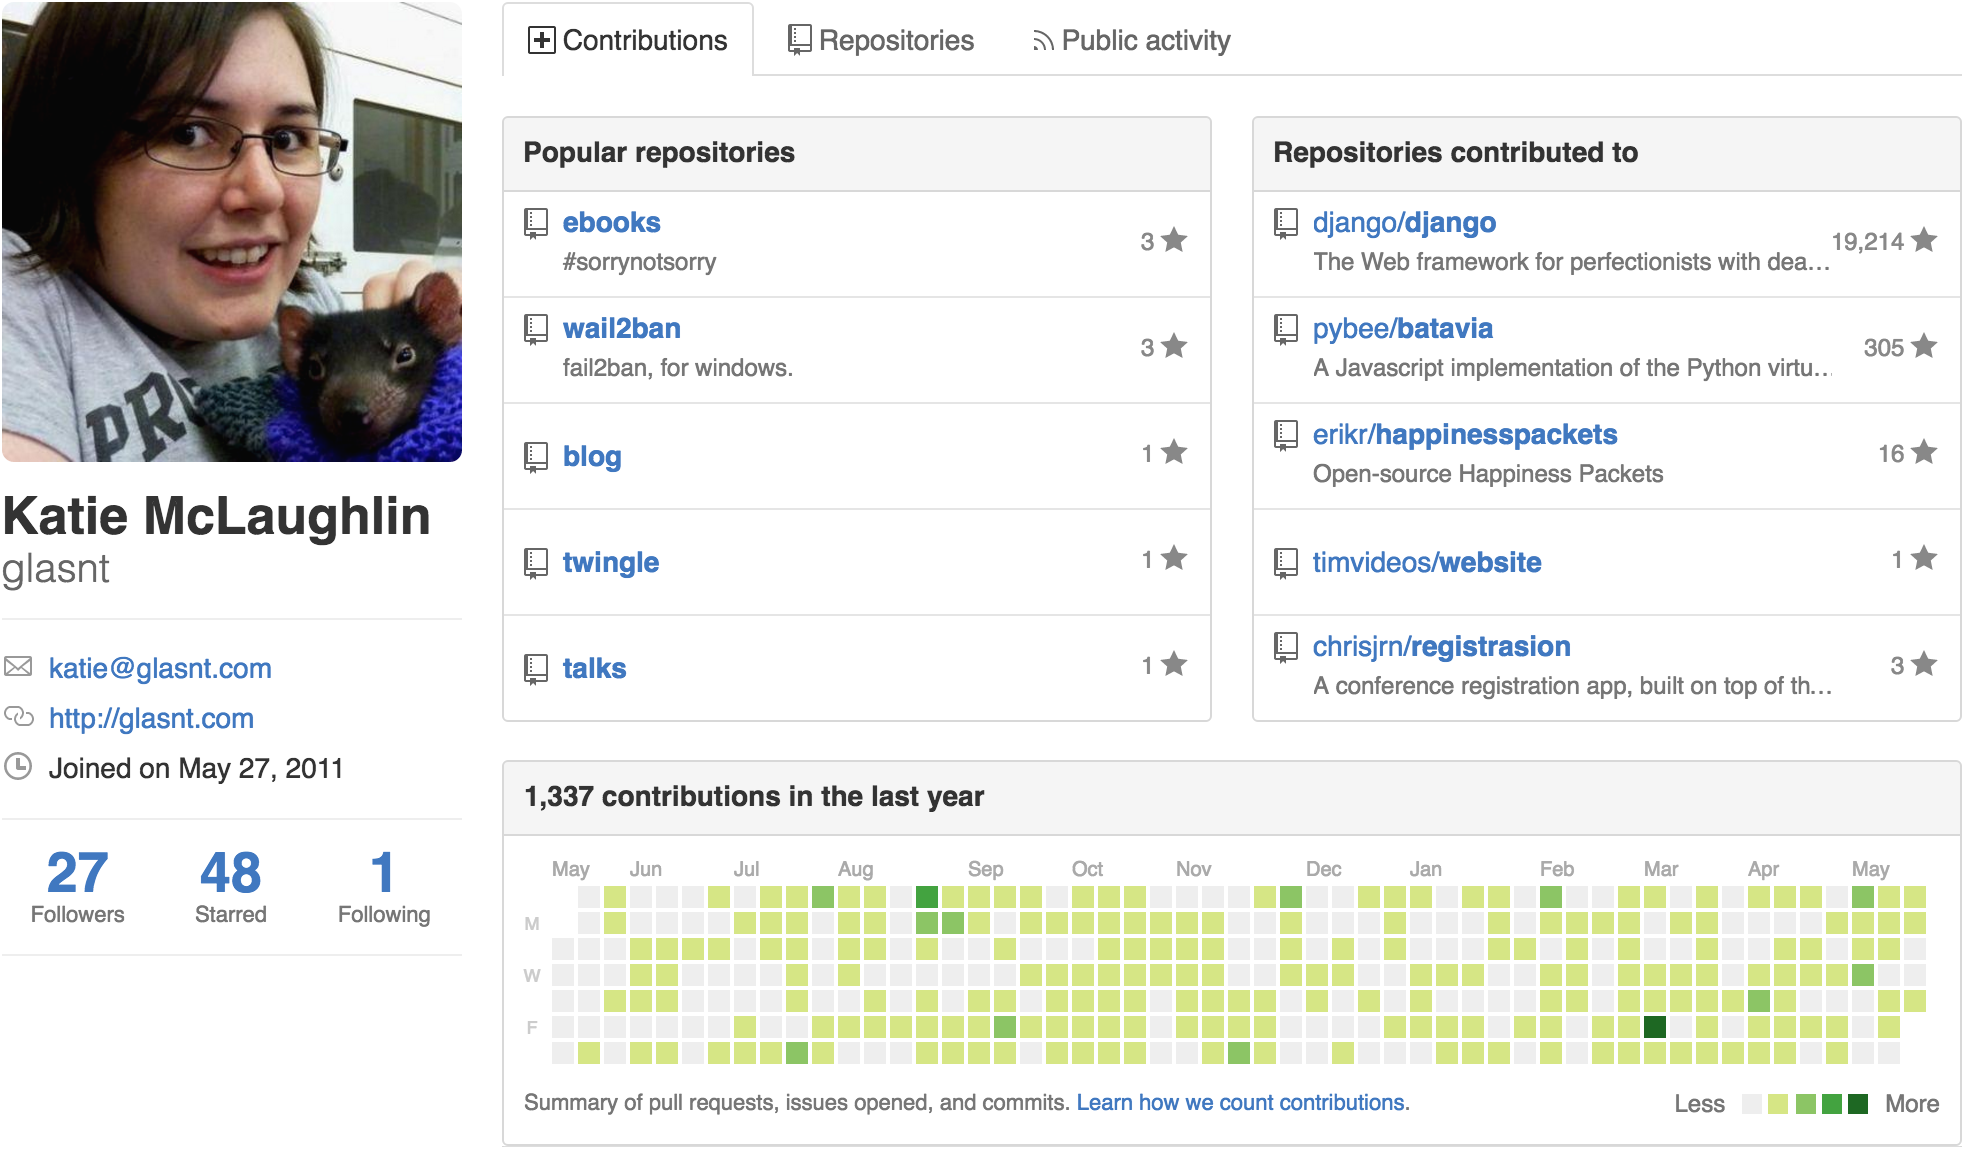 PR
Katie McLaughlin
glasnt
katie@glasnt.com
http://glasnt.com
Joined on May 27, 2011
27 48 1
Followers Starred Following
Contributions Repositories Public activity
Popular repositories
ebooks
#sorrynotsorry
3
wail2ban
fail2ban, for windows.
3
blog
1
twingle
1
talks
1
Repositories contributed to
django/django
The Web framework for perfectionists with dea…
19,214
pybee/batavia
A Javascript implementation of the Python virtu…
305
erikr/happinesspackets
Open-source Happiness Packets
16
timvideos/website
1
chrisjrn/registrasion
A conference registration app, built on top of th…
3
1,337 contributions in the last year
May Jun Jul Aug Sep Oct Nov Dec Jan Feb Mar Apr May
M
W
F
Summary of pull requests, issues opened, and commits. Learn how we count contributions.
Less More